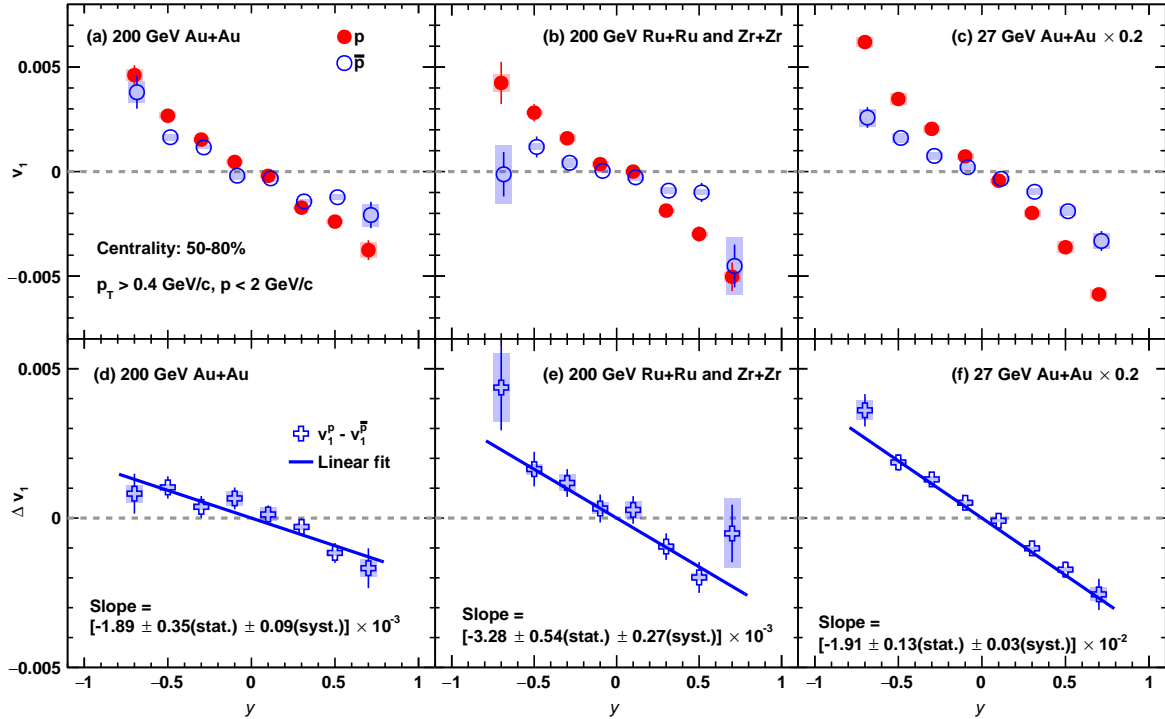 (a) 200 GeV Au+Au
p
p̅
(b) 200 GeV Ru+Ru and Zr+Zr
(c) 27 GeV Au+Au × 0.2
0.005
0
−0.005
v₁
Centrality: 50-80%
p_T > 0.4 GeV/c, p < 2 GeV/c
(d) 200 GeV Au+Au
(e) 200 GeV Ru+Ru and Zr+Zr
(f) 27 GeV Au+Au × 0.2
0.005
0
−0.005
Δ v₁
v₁^p - v₁^p̅
Linear fit
Slope =
[-1.89 ± 0.35(stat.) ± 0.09(syst.)] × 10⁻³
Slope =
[-3.28 ± 0.54(stat.) ± 0.27(syst.)] × 10⁻³
Slope =
[-1.91 ± 0.13(stat.) ± 0.03(syst.)] × 10⁻²
−1 −0.5 0 0.5 1
−1 −0.5 0 0.5 1
−1 −0.5 0 0.5 1
y
y
y